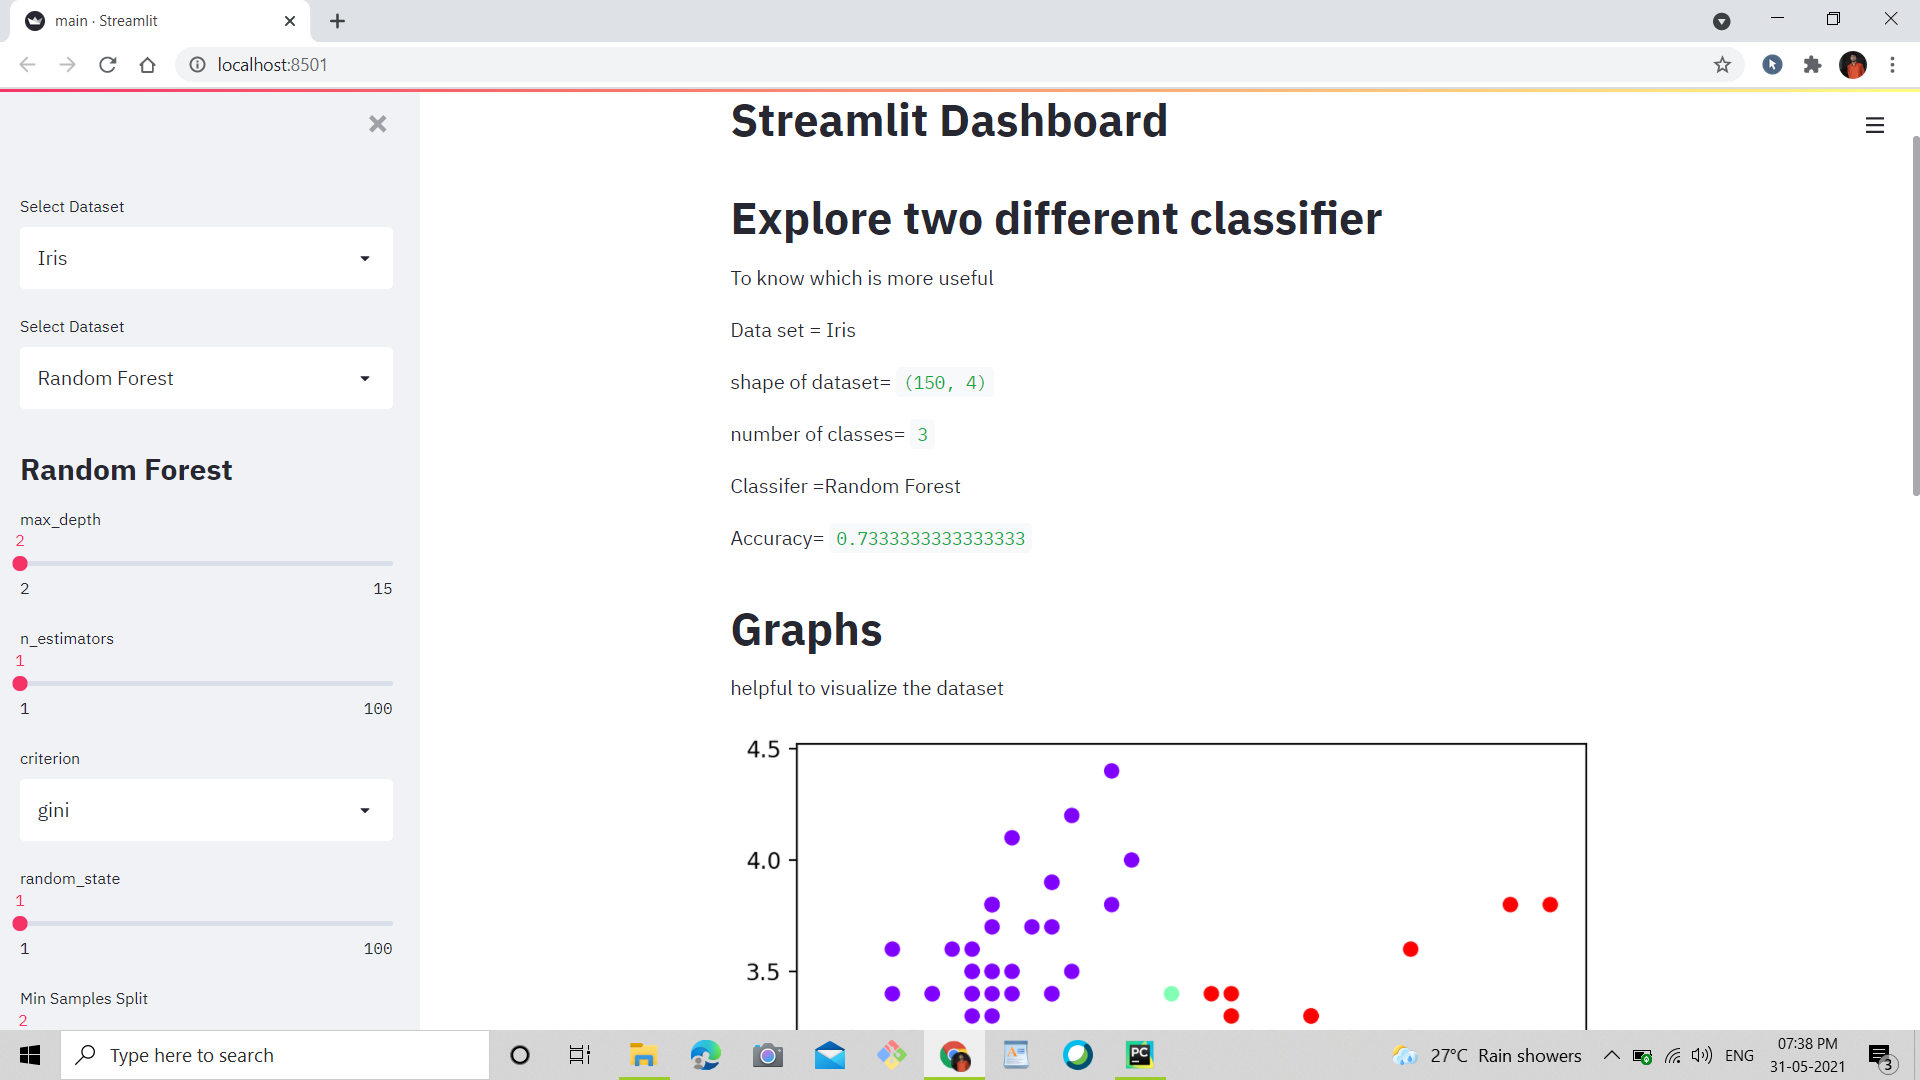 main · Streamlit
localhost:8501
Select Dataset
Iris
Select Dataset
Random Forest
Random Forest
max_depth
2
2 15
n_estimators
1
1 100
criterion
gini
random_state
1
1 100
Min Samples Split
2
Streamlit Dashboard
Explore two different classifier
To know which is more useful
Data set = Iris
shape of dataset= (150, 4)
number of classes= 3
Classifer =Random Forest
Accuracy= 0.7333333333333333
Graphs
helpful to visualize the dataset
4.5
4.0
3.5
Type here to search
PC
27°C Rain showers
ENG
07:38 PM
31-05-2021
3